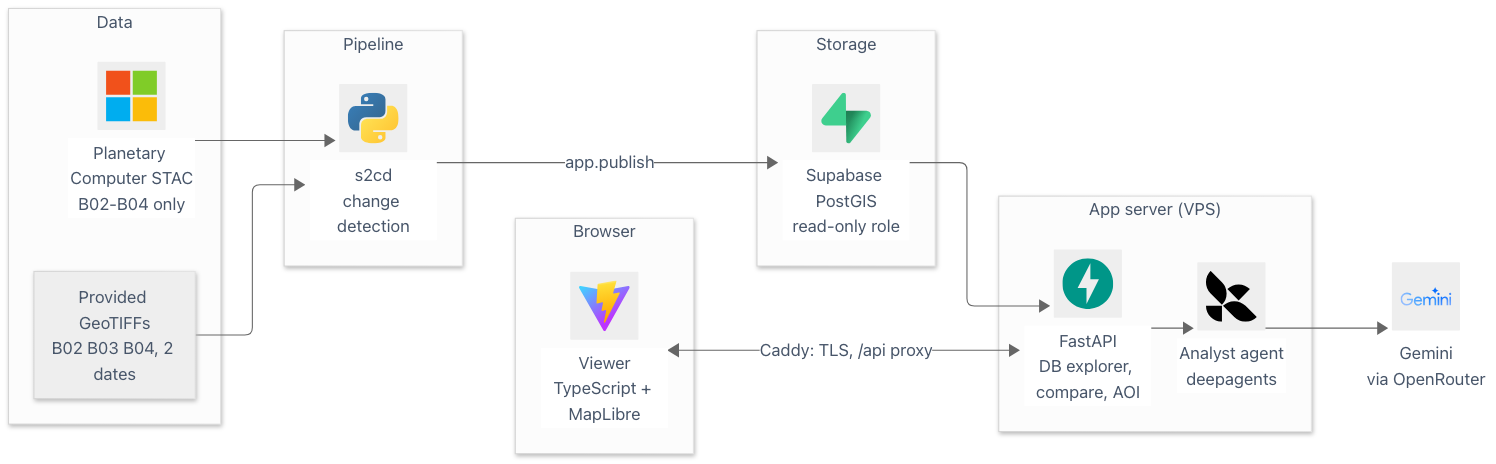 Data
Planetary
Computer STAC
B02-B04 only
Provided
GeoTIFFs
B02 B03 B04, 2
dates
Pipeline
s2cd
change
detection
app.publish
Storage
Supabase
PostGIS
read-only role
Browser
Viewer
TypeScript +
MapLibre
Caddy: TLS, /api proxy
App server (VPS)
FastAPI
DB explorer,
compare, AOI
Analyst agent
deepagents
Gemini
Gemini
via OpenRouter